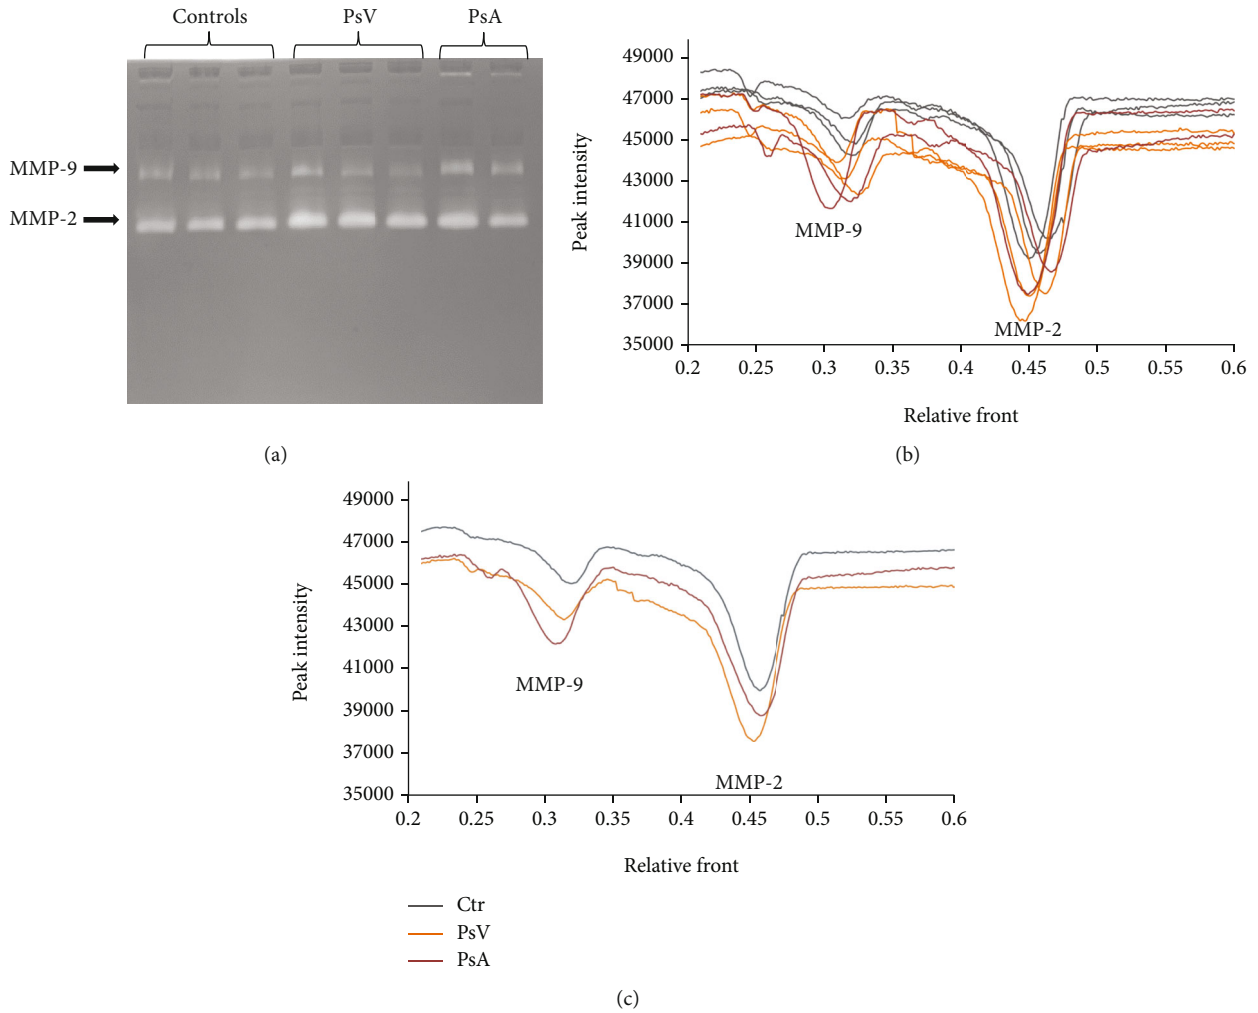 Controls PsV PsA
MMP-9
MMP-2
(a)
49000
47000
45000
43000
41000
39000
37000
35000
Peak intensity
MMP-9
MMP-2
0.2 0.25 0.3 0.35 0.4 0.45 0.5 0.55 0.6
Relative front
(b)
49000
47000
45000
43000
41000
39000
37000
35000
Peak intensity
MMP-9
MMP-2
0.2 0.25 0.3 0.35 0.4 0.45 0.5 0.55 0.6
Relative front
Ctr
PsV
PsA
(c)